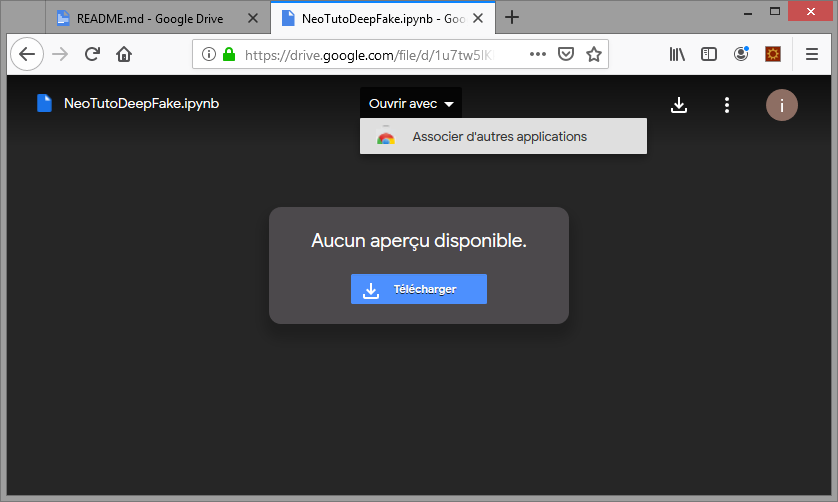 README.md - Google Drive
NeoTutoDeepFake.ipynb - Goo
https://drive.google.com/file/d/1u7tw5lK
NeoTutoDeepFake.ipynb
Ouvrir avec
i
Associer d'autres applications
Aucun aperçu disponible.
Télécharger